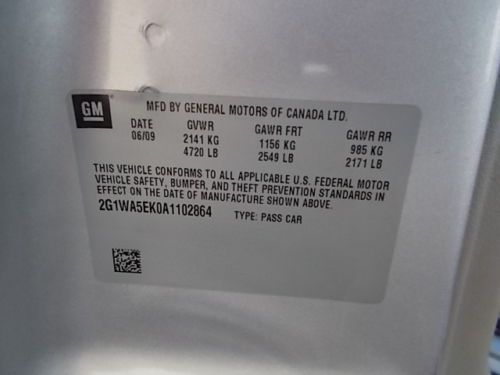 GM
MFD BY GENERAL MOTORS OF CANADA LTD.
DATE GVWR GAWR FRT GAWR RR
06/09 2141 KG 1156 KG 985 KG
4720 LB 2549 LB 2171 LB
THIS VEHICLE CONFORMS TO ALL APPLICABLE U.S. FEDERAL MOTOR
VEHICLE SAFETY, BUMPER, AND THEFT PREVENTION STANDARDS IN
EFFECT ON THE DATE OF MANUFACTURE SHOWN ABOVE.
2G1WA5EK0A1102864 TYPE: PASS CAR